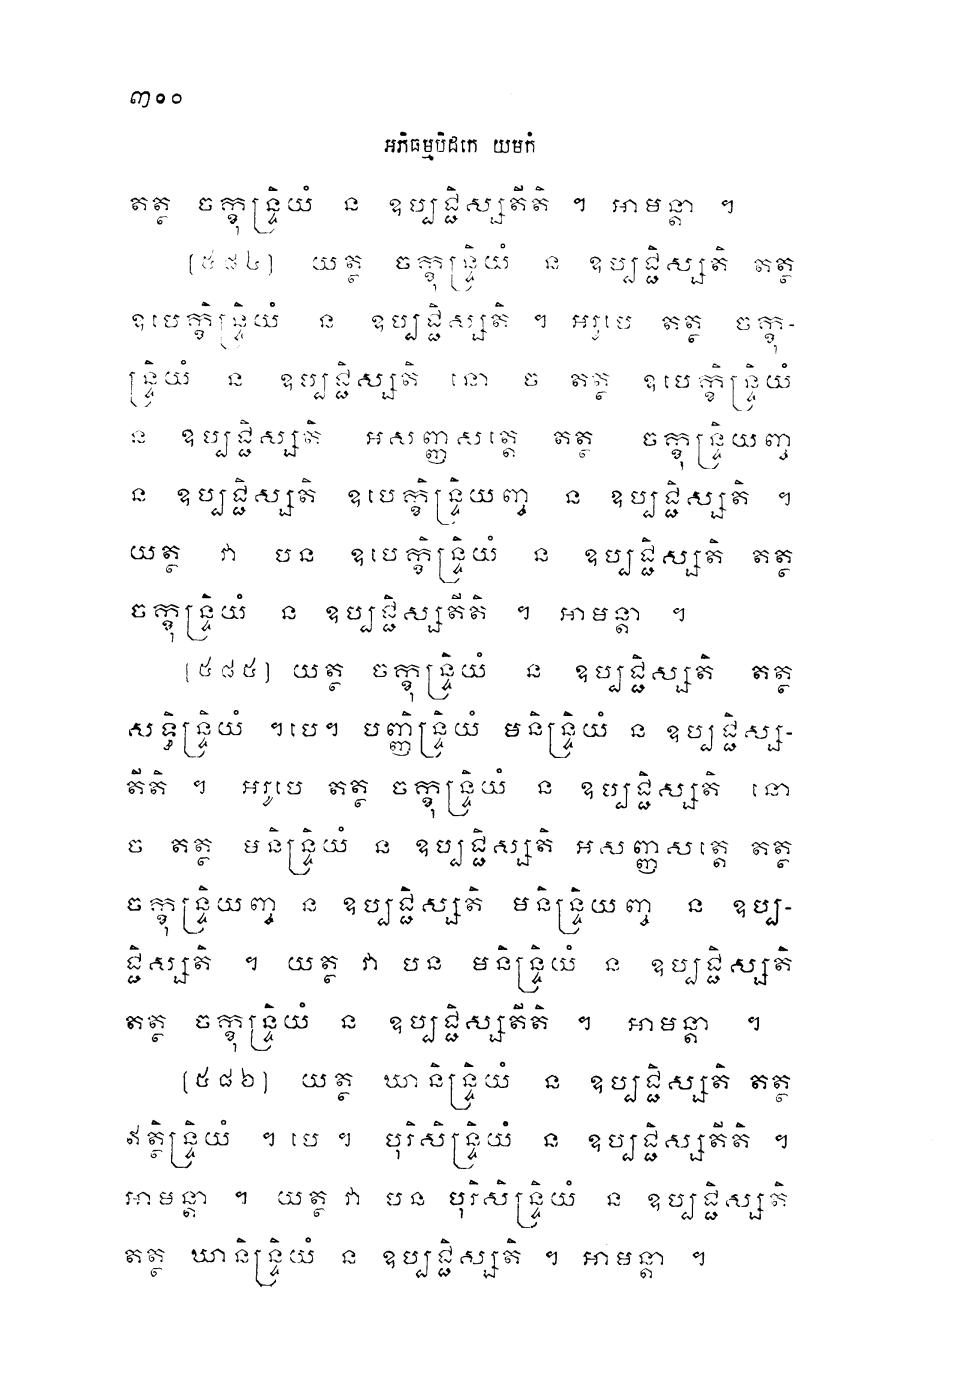 ៣០០
អភិធម្មបិដកេ យមកំ
តត្ថ ចក្ខុន្ទ្រិយំ ន ឧប្បជ្ជិស្សតីតិ ។ អាមន្តា ។
(៥៨៤) យត្ថ ចក្ខុន្ទ្រិយំ ន ឧប្បជ្ជិស្សតិ តត្ថ
ឧបេក្ខិន្ទ្រិយំ ន ឧប្បជ្ជិស្សតិ ។ អរូបេ តត្ថ ចក្ខុ-
ន្ទ្រិយំ ន ឧប្បជ្ជិស្សតិ នោ ច តត្ថ ឧបេក្ខិន្ទ្រិយំ
ន ឧប្បជ្ជិស្សតិ អសញ្ញសត្តេ តត្ថ ចក្ខុន្ទ្រិយញ្ច
ន ឧប្បជ្ជិស្សតិ ឧបេក្ខិន្ទ្រិយញ្ច ន ឧប្បជ្ជិស្សតិ ។
យត្ថ វា បន ឧបេក្ខិន្ទ្រិយំ ន ឧប្បជ្ជិស្សតិ តត្ថ
ចក្ខុន្ទ្រិយំ ន ឧប្បជ្ជិស្សតីតិ ។ អាមន្តា ។
(៥៨៥) យត្ថ ចក្ខុន្ទ្រិយំ ន ឧប្បជ្ជិស្សតិ តត្ថ
សទ្ធិន្ទ្រិយំ ។បេ។ បញ្ញិន្ទ្រិយំ មនិន្ទ្រិយំ ន ឧប្បជ្ជិស្ស-
តីតិ ។ អរូបេ តត្ថ ចក្ខុន្ទ្រិយំ ន ឧប្បជ្ជិស្សតិ នោ
ច តត្ថ មនិន្ទ្រិយំ ន ឧប្បជ្ជិស្សតិ អសញ្ញសត្តេ តត្ថ
ចក្ខុន្ទ្រិយញ្ច ន ឧប្បជ្ជិស្សតិ មនិន្ទ្រិយញ្ច ន ឧប្ប-
ជ្ជិស្សតិ ។ យត្ថ វា បន មនិន្ទ្រិយំ ន ឧប្បជ្ជិស្សតិ
តត្ថ ចក្ខុន្ទ្រិយំ ន ឧប្បជ្ជិស្សតីតិ ។ អាមន្តា ។
(៥៨៦) យត្ថ ឃានិន្ទ្រិយំ ន ឧប្បជ្ជិស្សតិ តត្ថ
ឥត្ថិន្ទ្រិយំ ។ បេ ។ បុរិសិន្ទ្រិយំ ន ឧប្បជ្ជិស្សតីតិ ។
អាមន្តា ។ យត្ថ វា បន បុរិសិន្ទ្រិយំ ន ឧប្បជ្ជិស្សតិ
តត្ថ ឃានិន្ទ្រិយំ ន ឧប្បជ្ជិស្សតិ ។ អាមន្តា ។